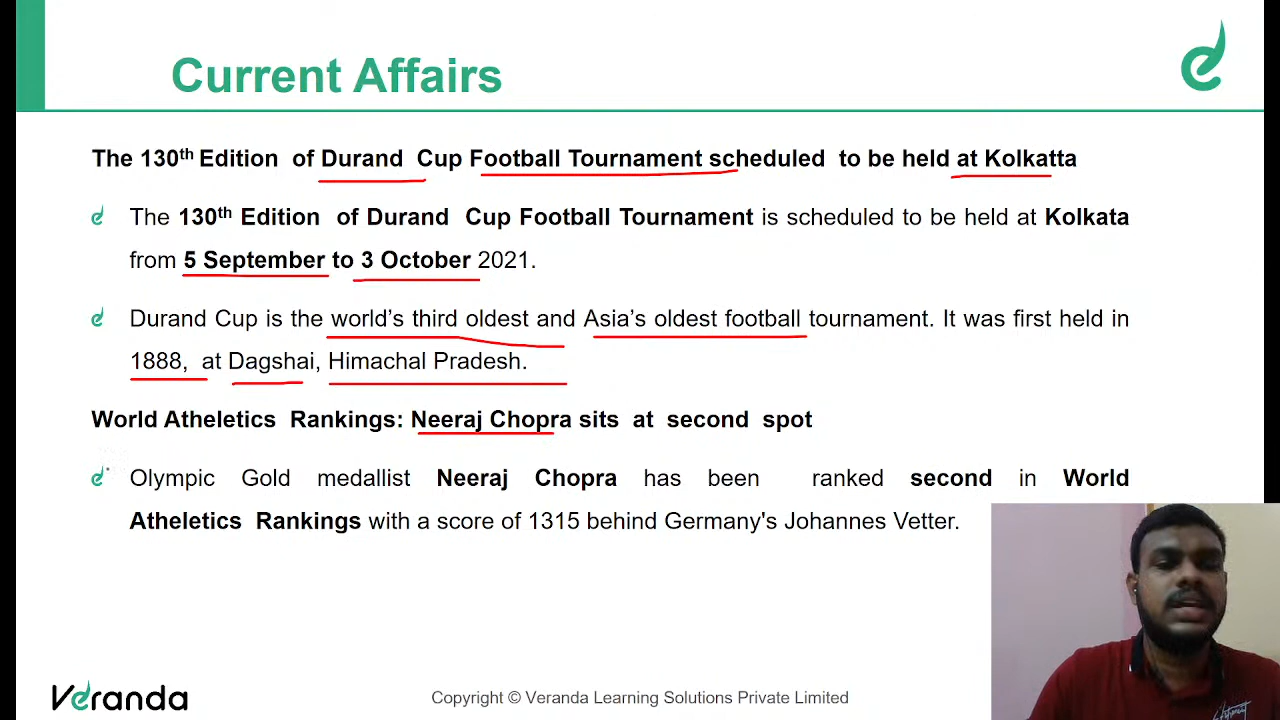 Current Affairs
The 130th Edition of Durand Cup Football Tournament scheduled to be held at Kolkatta
The 130th Edition of Durand Cup Football Tournament is scheduled to be held at Kolkata
from 5 September to 3 October 2021.
Durand Cup is the world's third oldest and Asia's oldest football tournament. It was first held in
1888, at Dagshai, Himachal Pradesh.
World Atheletics Rankings: Neeraj Chopra sits at second spot
Olympic Gold medallist Neeraj Chopra has been ranked second in World
Atheletics Rankings with a score of 1315 behind Germany's Johannes Vetter.
Veranda
Copyright © Veranda Learning Solutions Private Limited